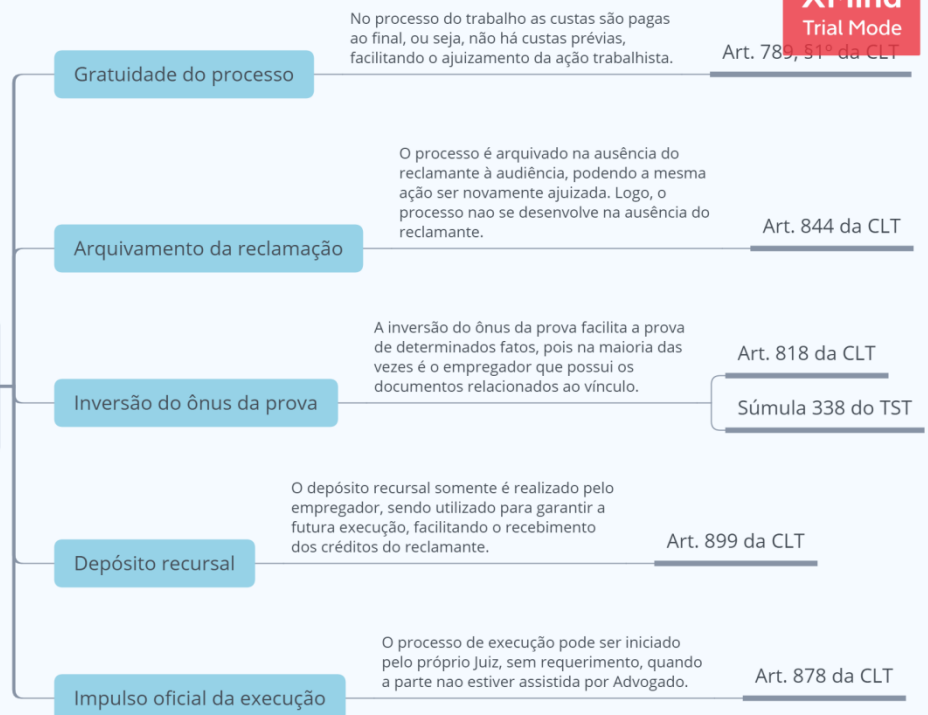 XMind
Trial Mode
No processo do trabalho as custas são pagas
ao final, ou seja, não há custas prévias,
facilitando o ajuizamento da ação trabalhista.
Gratuidade do processo
Art. 789, §1º da CLT
O processo é arquivado na ausência do
reclamante à audiência, podendo a mesma
ação ser novamente ajuizada. Logo, o
processo nao se desenvolve na ausência do
reclamante.
Arquivamento da reclamação
Art. 844 da CLT
A inversão do ônus da prova facilita a prova
de determinados fatos, pois na maioria das
vezes é o empregador que possui os
documentos relacionados ao vínculo.
Inversão do ônus da prova
Art. 818 da CLT
Súmula 338 do TST
O depósito recursal somente é realizado pelo
empregador, sendo utilizado para garantir a
futura execução, facilitando o recebimento
dos créditos do reclamante.
Depósito recursal
Art. 899 da CLT
O processo de execução pode ser iniciado
pelo próprio Juiz, sem requerimento, quando
a parte nao estiver assistida por Advogado.
Impulso oficial da execução
Art. 878 da CLT